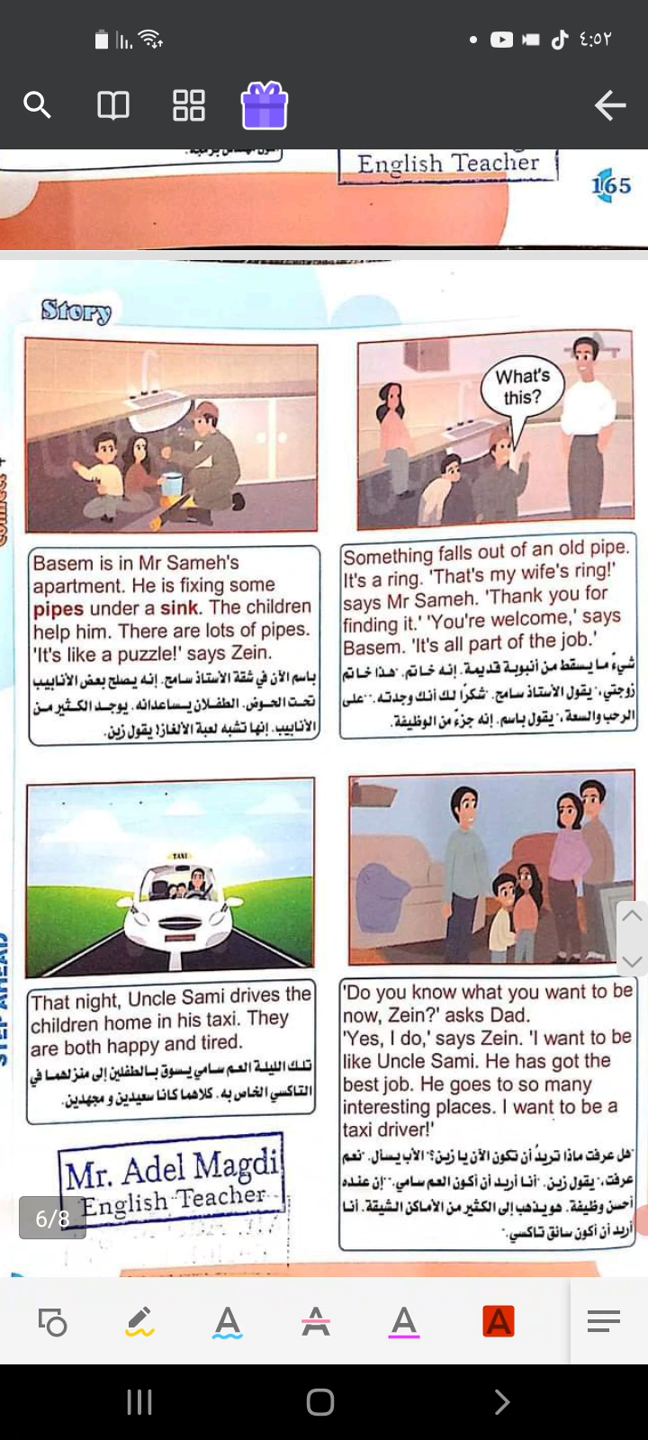 ٤:٥٢
English Teacher
165
Story
What's
this?
Basem is in Mr Sameh's
apartment. He is fixing some
pipes under a sink. The children
help him. There are lots of pipes.
'It's like a puzzle!' says Zein.
باسم الآن في شقة الأستاذ سامح. إنه يصلح بعض الأنابيب
تحت الحوض. الطفلان يساعدانه. يوجد الكثير من
الأنابيب. إنها تشبه لعبة الألغاز! يقول زين.
Something falls out of an old pipe.
It's a ring. 'That's my wife's ring!'
says Mr Sameh. 'Thank you for
finding it.' 'You're welcome,' says
Basem. 'It's all part of the job.'
شيء ما يسقط من أنبوبة قديمة. إنه خاتم. "هذا خاتم
زوجتي،" يقول الأستاذ سامح. "شكرًا لك أنك وجدته." "على
الرحب والسعة،" يقول باسم. إنه جزء من الوظيفة.
TAXI
That night, Uncle Sami drives the
children home in his taxi. They
are both happy and tired.
تلك الليلة العم سامي يسوق بالطفلين إلى منزلهما في
التاكسي الخاص به. كلاهما كانا سعيدين و مجهدين.
'Do you know what you want to be
now, Zein?' asks Dad.
'Yes, I do,' says Zein. 'I want to be
like Uncle Sami. He has got the
best job. He goes to so many
interesting places. I want to be a
taxi driver!'
"هل عرفت ماذا تريد أن تكون الآن يا زين؟" الأب يسأل. "نعم
عرفت،" يقول زين. "أنا أريد أن أكون العم سامي." "إن عنده
أحسن وظيفة. هو يذهب إلى الكثير من الأماكن الشيقة. أنا
أريد أن أكون سائق تاكسي."
Mr. Adel Magdi
English Teacher
STEP AHEAD
6/8